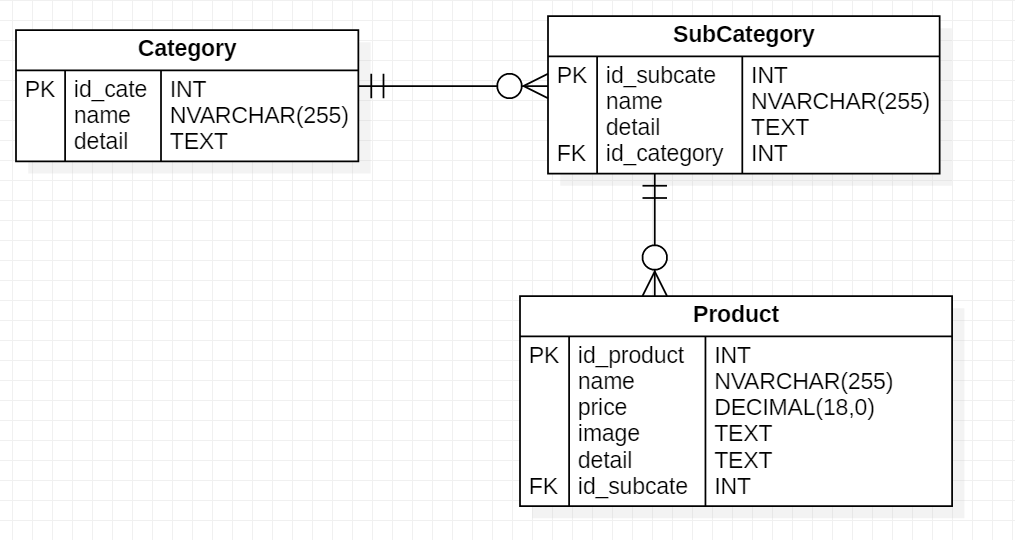 Category
PK id_cate INT
name NVARCHAR(255)
detail TEXT
SubCategory
PK id_subcate INT
name NVARCHAR(255)
detail TEXT
FK id_category INT
Product
PK id_product INT
name NVARCHAR(255)
price DECIMAL(18,0)
image TEXT
detail TEXT
FK id_subcate INT